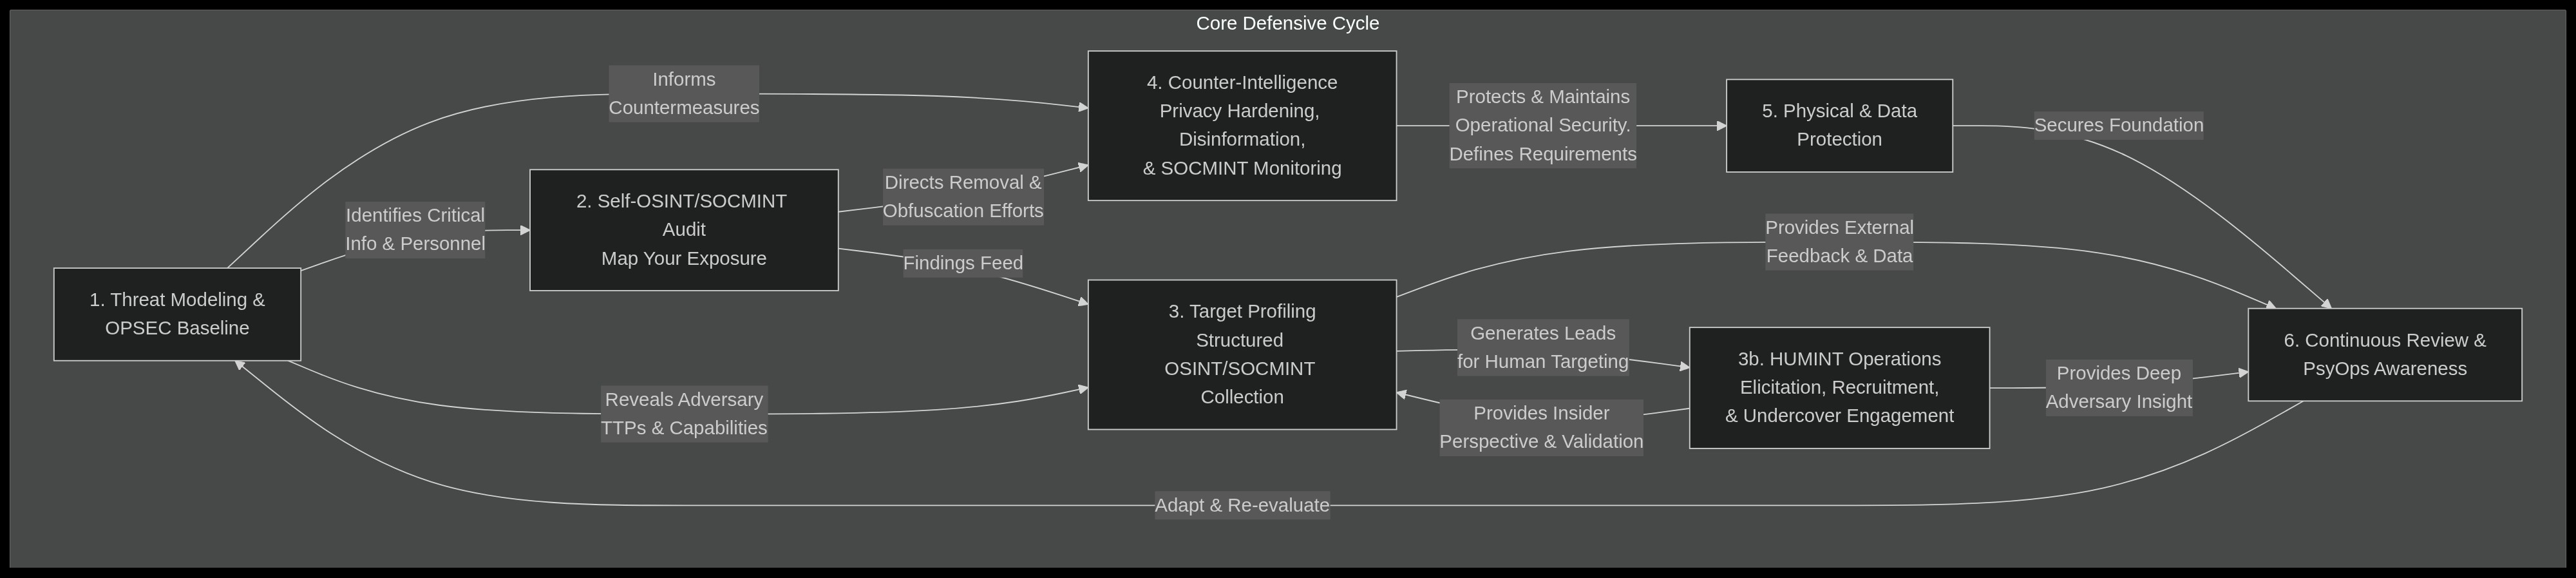 Core Defensive Cycle
Informs
Countermeasures
4. Counter-Intelligence
Privacy Hardening,
Disinformation,
& SOCMINT Monitoring
Protects & Maintains
Operational Security.
Defines Requirements
5. Physical & Data
Protection
Secures Foundation
Identifies Critical
Info & Personnel
2. Self-OSINT/SOCMINT
Audit
Map Your Exposure
Directs Removal &
Obfuscation Efforts
Findings Feed
Provides External
Feedback & Data
1. Threat Modeling &
OPSEC Baseline
3. Target Profiling
Structured
OSINT/SOCMINT
Collection
Generates Leads
for Human Targeting
Provides Insider
Perspective & Validation
3b. HUMINT Operations
Elicitation, Recruitment,
& Undercover Engagement
Provides Deep
Adversary Insight
6. Continuous Review &
PsyOps Awareness
Reveals Adversary
TTPs & Capabilities
Adapt & Re-evaluate